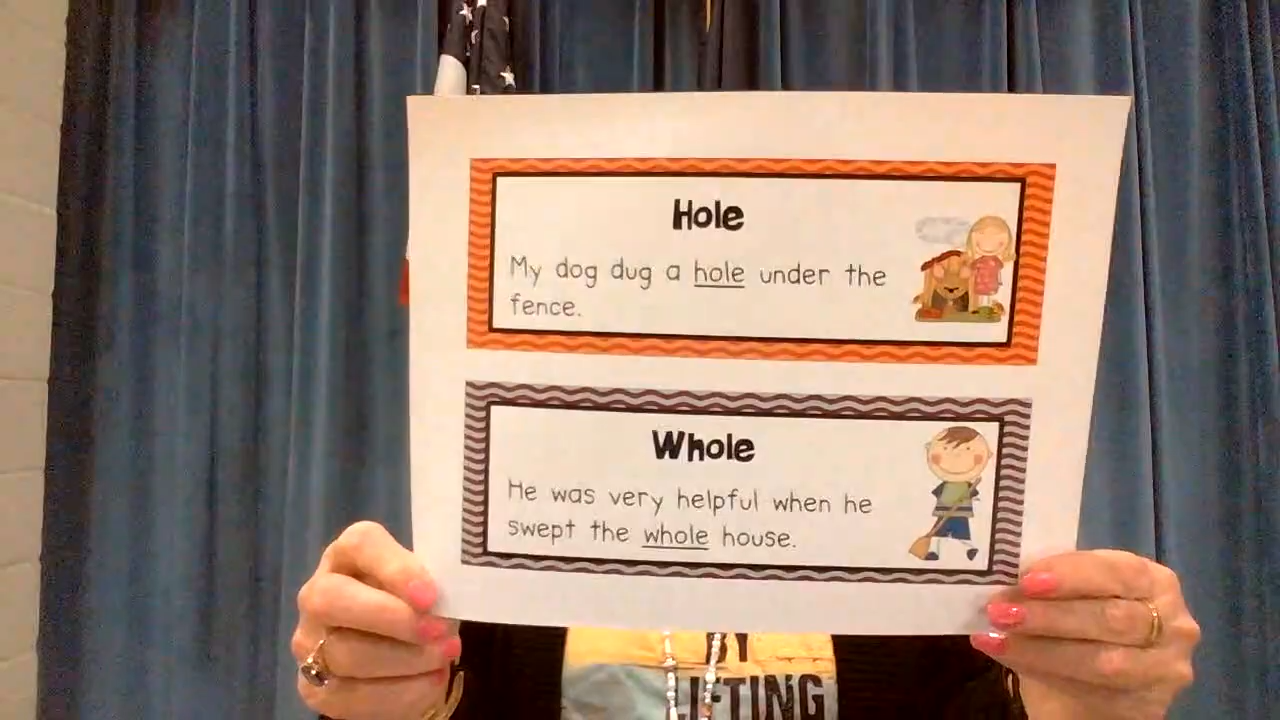 Hole
My dog dug a hole under the
fence.
Whole
He was very helpful when he
swept the whole house.
LIFTING